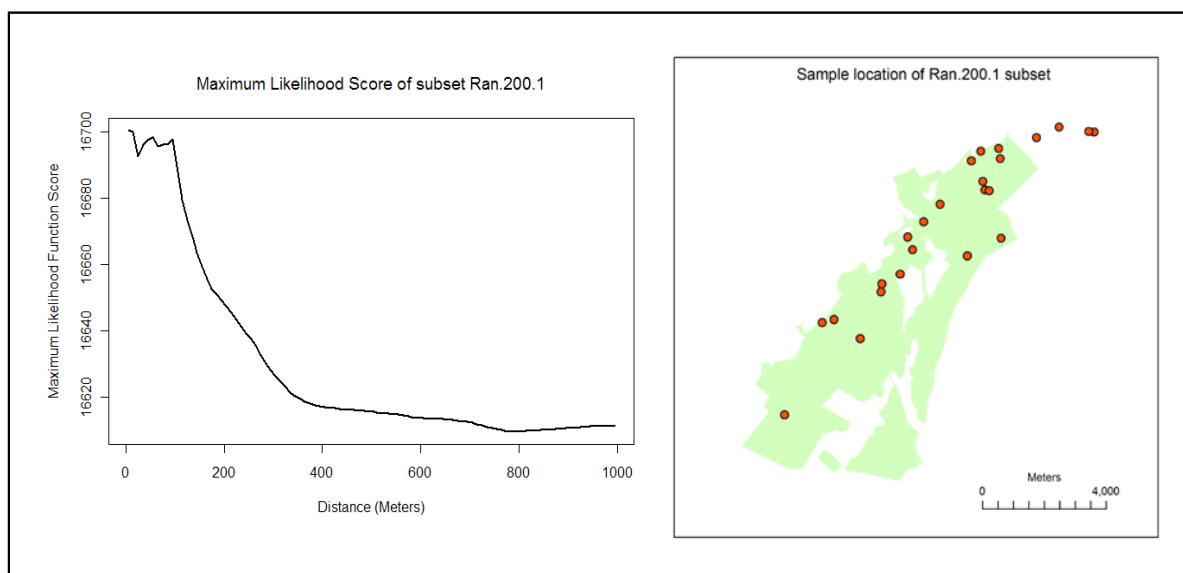 Maximum Likelihood Score of subset Ran.200.1
Maximum Likelihood Function Score
16700
16680
16660
16640
16620
0 200 400 600 800 1000
Distance (Meters)
Sample location of Ran.200.1 subset
Meters
0 4,000